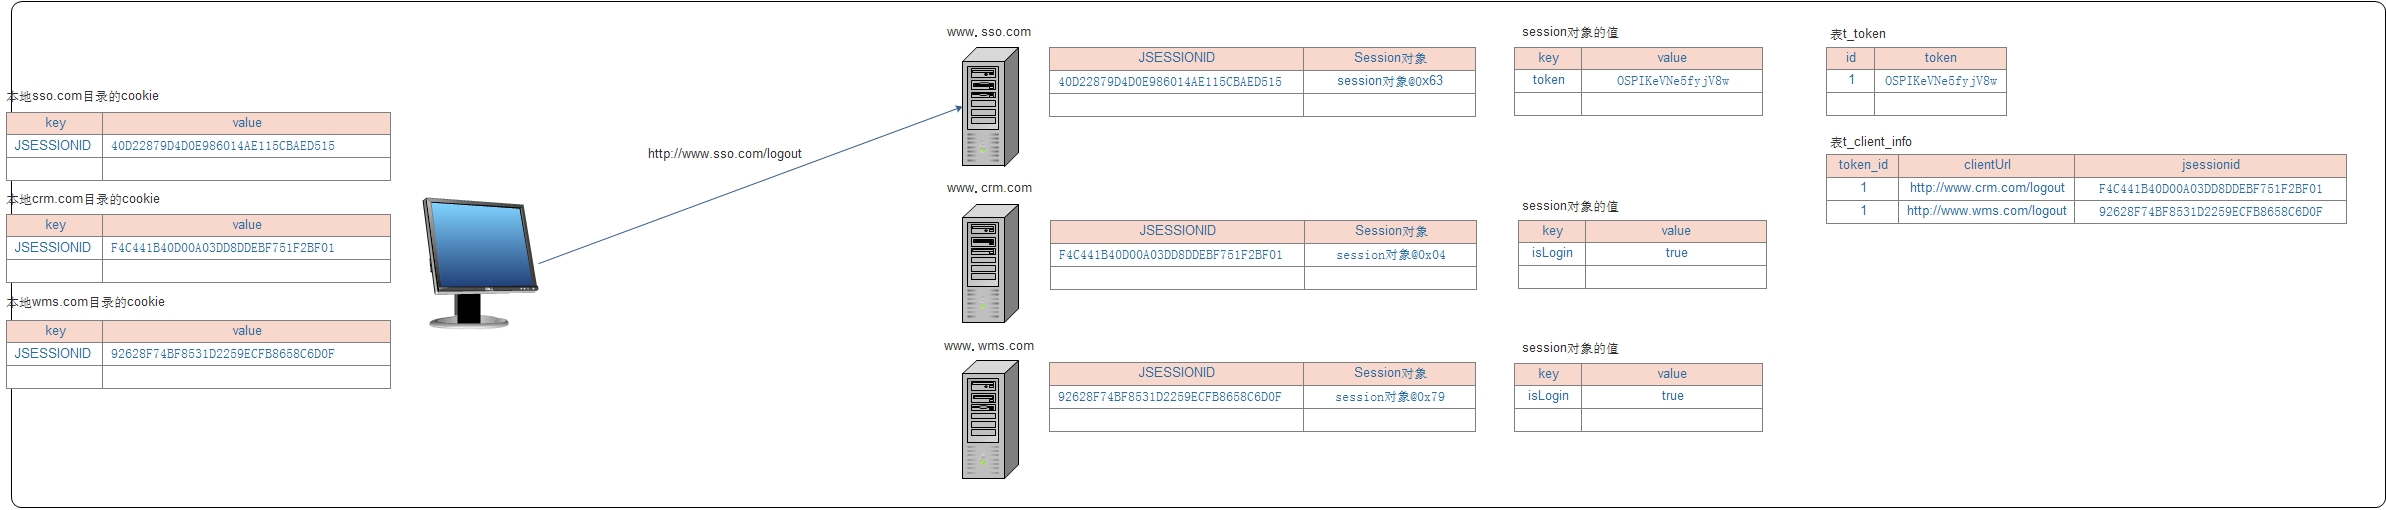 本地sso.com目录的cookie
key value
JSESSIONID 40D22879D4D0E986014AE115CBAED515
本地crm.com目录的cookie
key value
JSESSIONID F4C441B40D00A03DD8DDEBF751F2BF01
本地wms.com目录的cookie
key value
JSESSIONID 92628F74BF8531D2259ECFB8658C6D0F
http://www.sso.com/logout
www.sso.com
JSESSIONID Session对象
40D22879D4D0E986014AE115CBAED515 session对象@0x63
session对象的值
key value
token OSPIKeVNe5fyjV8w
www.crm.com
JSESSIONID Session对象
F4C441B40D00A03DD8DDEBF751F2BF01 session对象@0x04
session对象的值
key value
isLogin true
www.wms.com
JSESSIONID Session对象
92628F74BF8531D2259ECFB8658C6D0F session对象@0x79
session对象的值
key value
isLogin true
表t_token
id token
1 OSPIKeVNe5fyjV8w
表t_client_info
token_id clientUrl jsessionid
1 http://www.crm.com/logout F4C441B40D00A03DD8DDEBF751F2BF01
1 http://www.wms.com/logout 92628F74BF8531D2259ECFB8658C6D0F